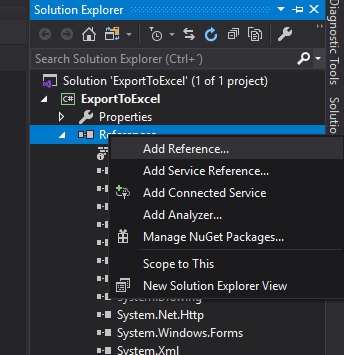 Solution Explorer
Search Solution Explorer (Ctrl+¨)
Solution 'ExportToExcel' (1 of 1 project)
C# ExportToExcel
Properties
References
Add Reference...
Add Service Reference...
Add Connected Service
Add Analyzer...
Manage NuGet Packages...
Scope to This
New Solution Explorer View
System.Drawing
System.Net.Http
System.Windows.Forms
System.Xml
Diagnostic Tools
Solutio